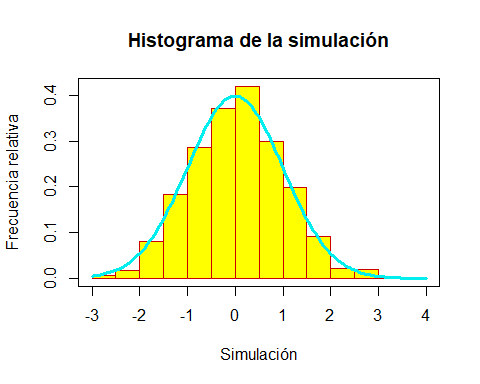 Histograma de la simulación
Frecuencia relativa
0.4
0.3
0.2
0.1
0.0
-3 -2 -1 0 1 2 3 4
Simulación